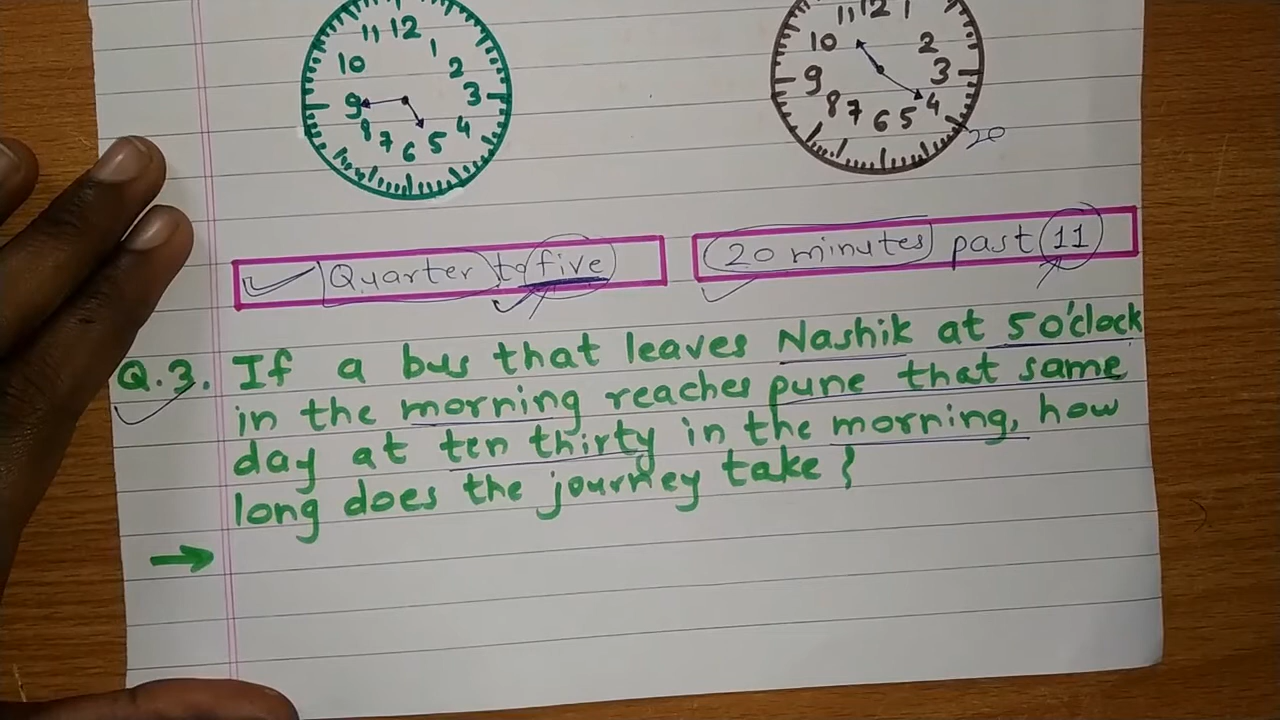 11 12 1
10 2
9 3
8 4
7 6 5
11 12 1
10 2
9 3
8 4
7 6 5
20
Quarter to five
20 minutes past 11
Q.3. If a bus that leaves Nashik at 5 o'clock
in the morning reaches pune that same
day at ten thirty in the morning, how
long does the journey take ?